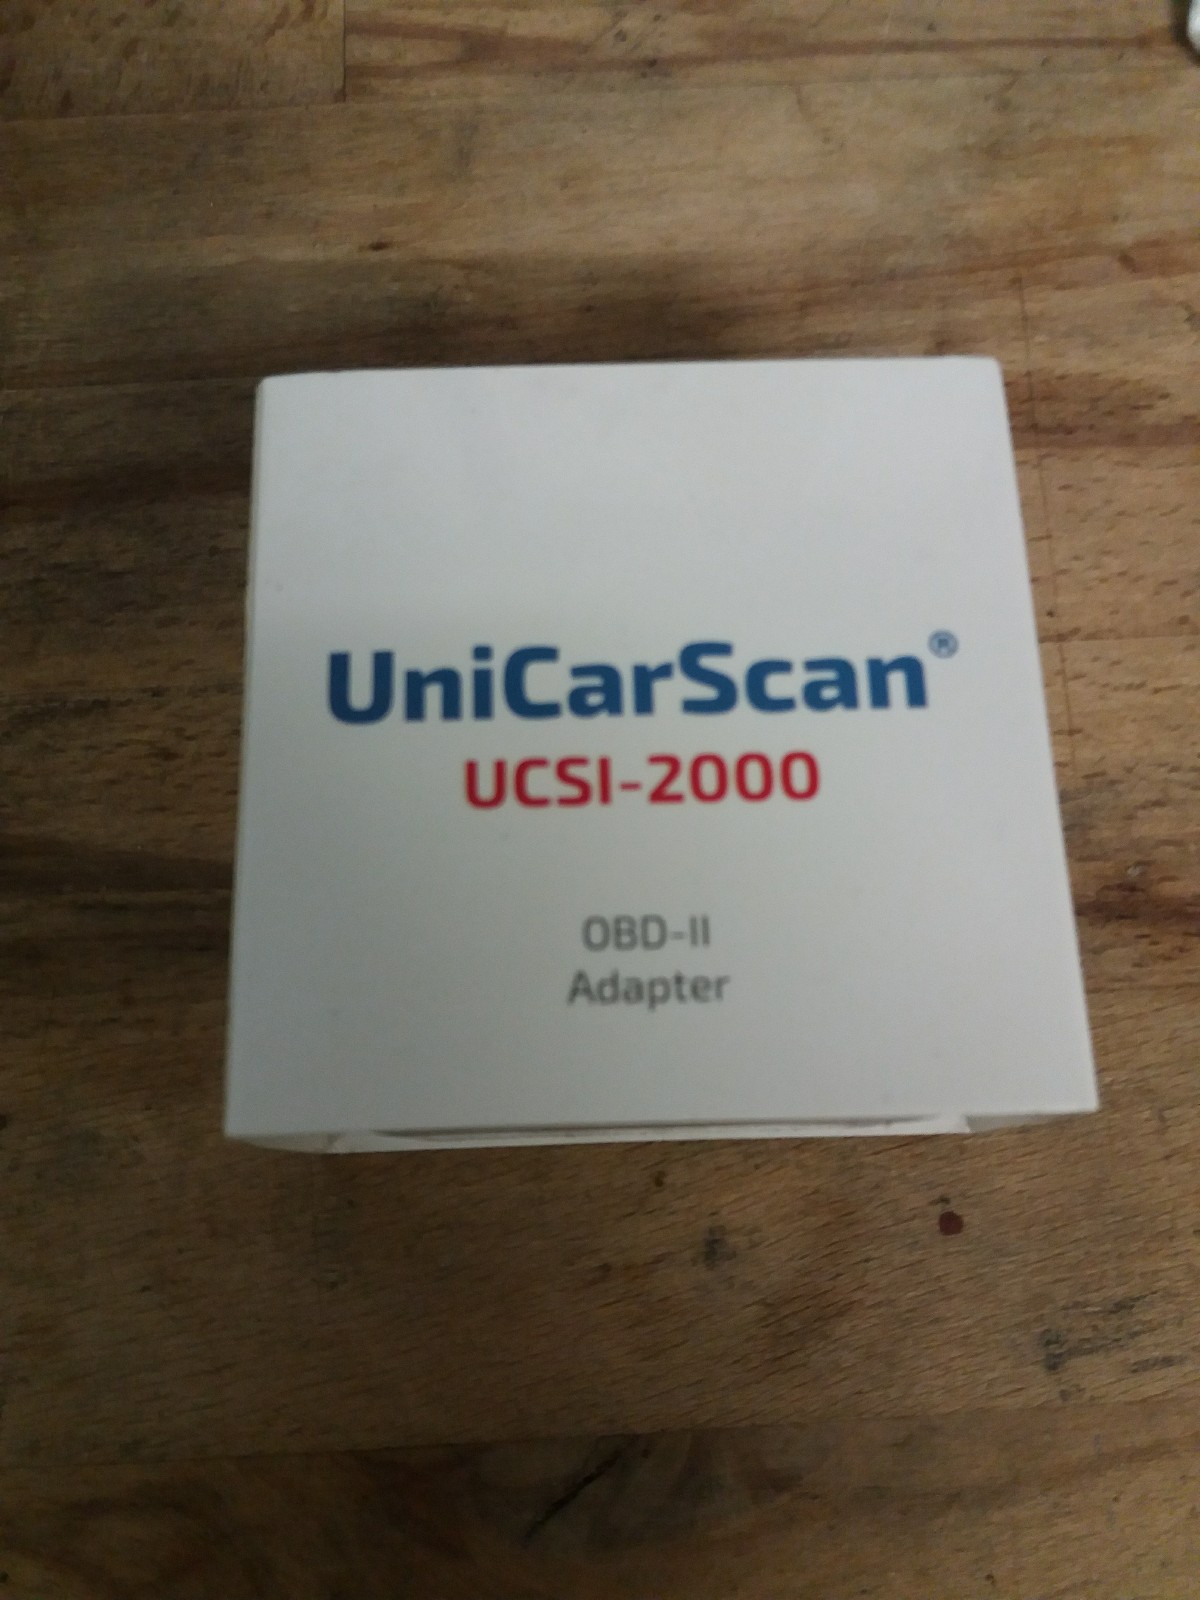 UniCarScan®
UCSI-2000
OBD-II
Adapter